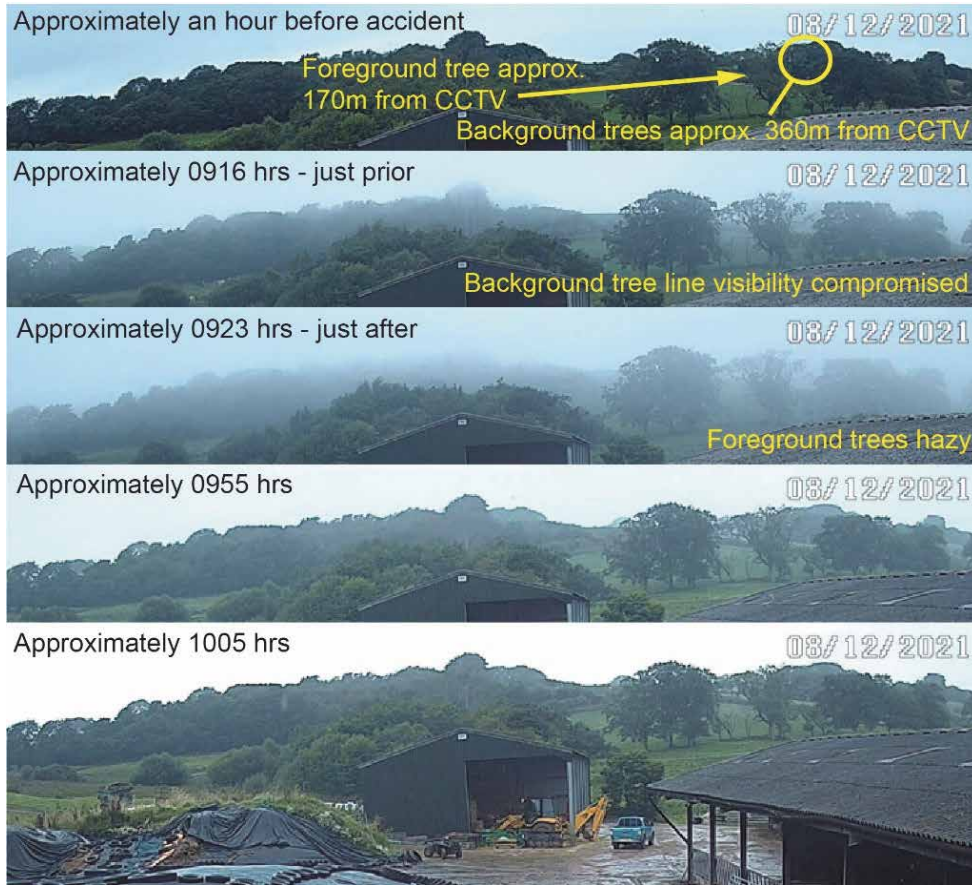 Approximately an hour before accident
08/12/2021
Foreground tree approx.
170m from CCTV
Background trees approx. 360m from CCTV
Approximately 0916 hrs - just prior
08/12/2021
Background tree line visibility compromised
Approximately 0923 hrs - just after
08/12/2021
Foreground trees hazy
Approximately 0955 hrs
08/12/2021
Approximately 1005 hrs
08/12/2021